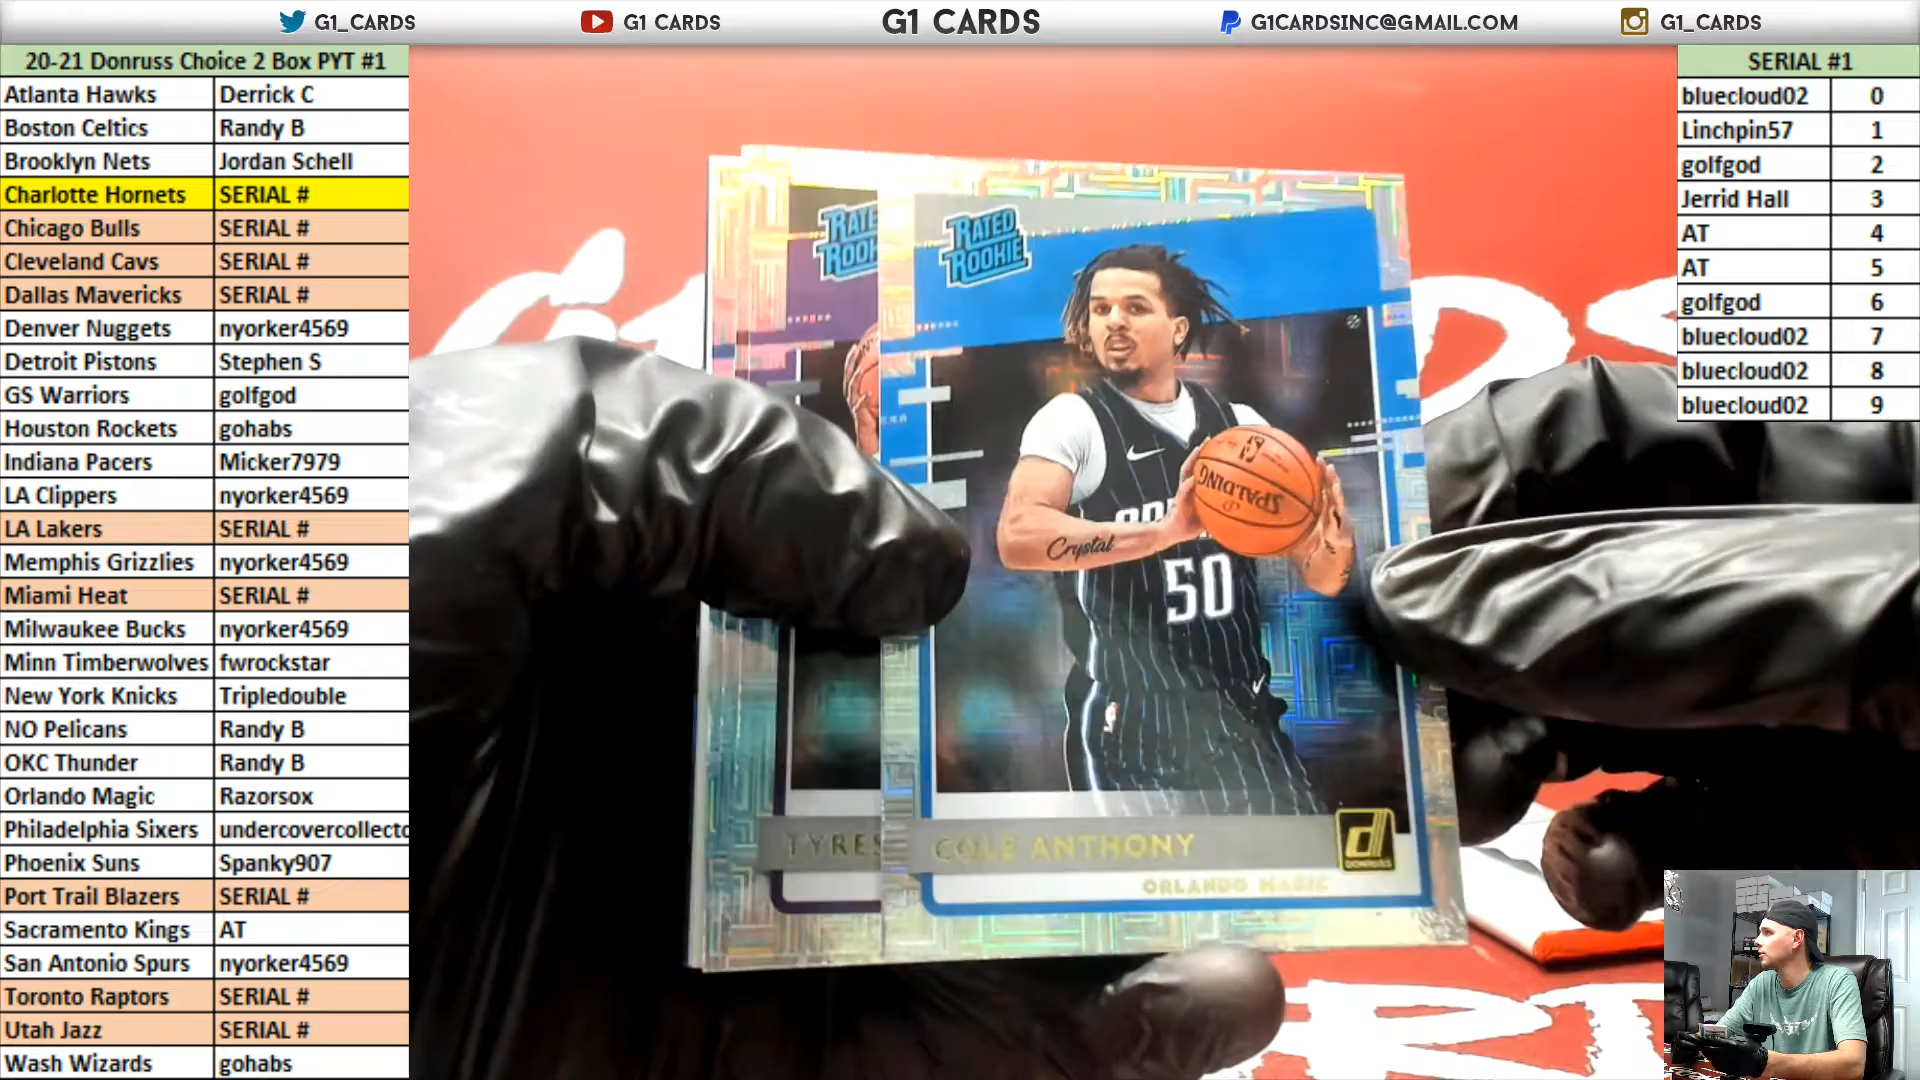 G1_CARDS
G1 CARDS
G1 CARDS
G1CARDSINC@GMAIL.COM
G1_CARDS
20-21 Donruss Choice 2 Box PYT #1
Atlanta Hawks Derrick C
Boston Celtics Randy B
Brooklyn Nets Jordan Schell
Charlotte Hornets SERIAL #
Chicago Bulls SERIAL #
Cleveland Cavs SERIAL #
Dallas Mavericks SERIAL #
Denver Nuggets nyorker4569
Detroit Pistons Stephen S
GS Warriors golfgod
Houston Rockets gohabs
Indiana Pacers Micker7979
LA Clippers nyorker4569
LA Lakers SERIAL #
Memphis Grizzlies nyorker4569
Miami Heat SERIAL #
Milwaukee Bucks nyorker4569
Minn Timberwolves fwrockstar
New York Knicks Tripledouble
NO Pelicans Randy B
OKC Thunder Randy B
Orlando Magic Razorsox
Philadelphia Sixers undercovercollecto
Phoenix Suns Spanky907
Port Trail Blazers SERIAL #
Sacramento Kings AT
San Antonio Spurs nyorker4569
Toronto Raptors SERIAL #
Utah Jazz SERIAL #
Wash Wizards gohabs
SERIAL #1
bluecloud02 0
Linchpin57 1
golfgod 2
Jerrid Hall 3
AT 4
AT 5
golfgod 6
bluecloud02 7
bluecloud02 8
bluecloud02 9
RATE
ROOK
RATED
ROOKIE
SPALDING
Crystal
50
TYRES
COLE ANTHONY
DONRUSS
ORLANDO MAGIC